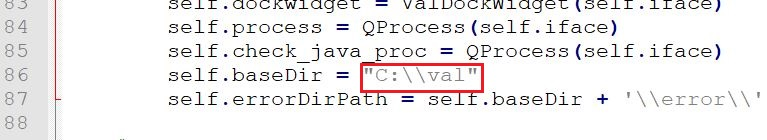 83 self.dockwidget = ValDockWidget(self.iface)
84 self.process = QProcess(self.iface)
85 self.check_java_proc = QProcess(self.iface)
86 self.baseDir = "C:\\val"
87 self.errorDirPath = self.baseDir + '\\error\\'
88